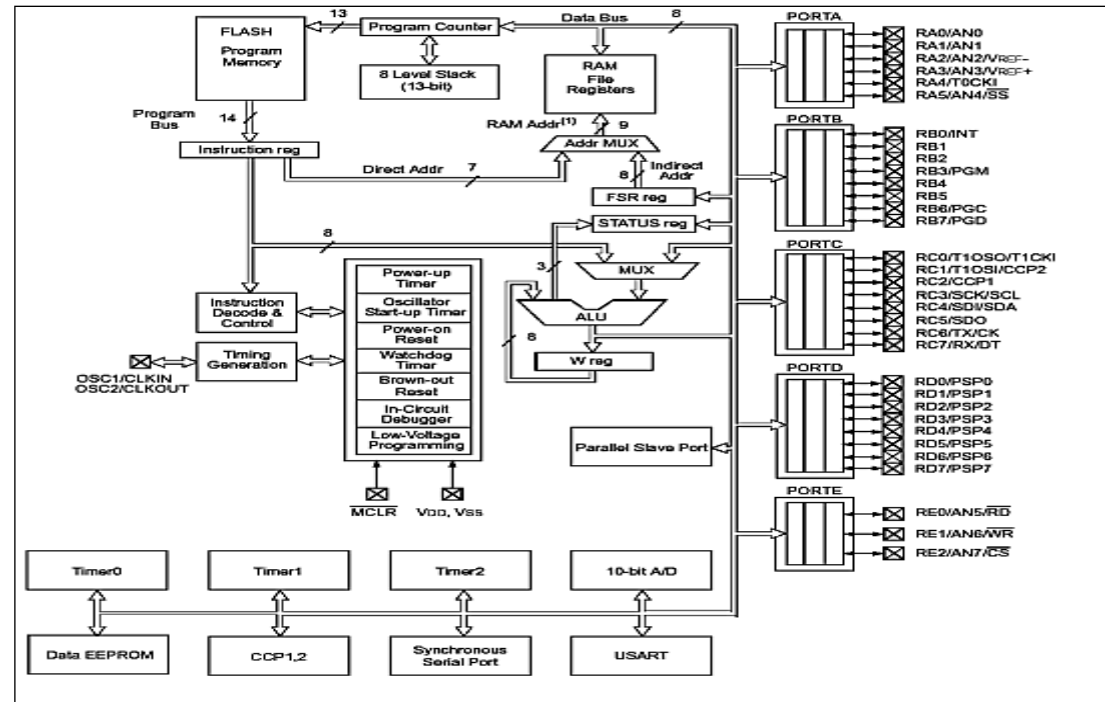 13
Program Counter
Data Bus
8
PORTA
FLASH
Program
Memory
8 Level Stack
(13-bit)
RAM
File
Registers
RA0/AN0
RA1/AN1
RA2/AN2/VREF-
RA3/AN3/VREF+
RA4/T0CKI
RA5/AN4/SS
Program
Bus
14
RAM Addr(1)
9
PORTB
Instruction reg
Addr MUX
RB0/INT
RB1
RB2
RB3/PGM
RB4
RB5
RB6/PGC
RB7/PGD
Direct Addr
7
8
Indirect
Addr
FSR reg
STATUS reg
8
3
MUX
ALU
8
W reg
PORTC
RC0/T1OSO/T1CKI
RC1/T1OSI/CCP2
RC2/CCP1
RC3/SCK/SCL
RC4/SDI/SDA
RC5/SDO
RC6/TX/CK
RC7/RX/DT
Instruction
Decode &
Control
Timing
Generation
OSC1/CLKIN
OSC2/CLKOUT
Power-up
Timer
Oscillator
Start-up Timer
Power-on
Reset
Watchdog
Timer
Brown-out
Reset
In-Circuit
Debugger
Low-Voltage
Programming
MCLR
VDD, VSS
Parallel Slave Port
PORTD
RD0/PSP0
RD1/PSP1
RD2/PSP2
RD3/PSP3
RD4/PSP4
RD5/PSP5
RD6/PSP6
RD7/PSP7
PORTE
RE0/AN5/RD
RE1/AN6/WR
RE2/AN7/CS
Timer0
Timer1
Timer2
10-bit A/D
Data EEPROM
CCP1,2
Synchronous
Serial Port
USART